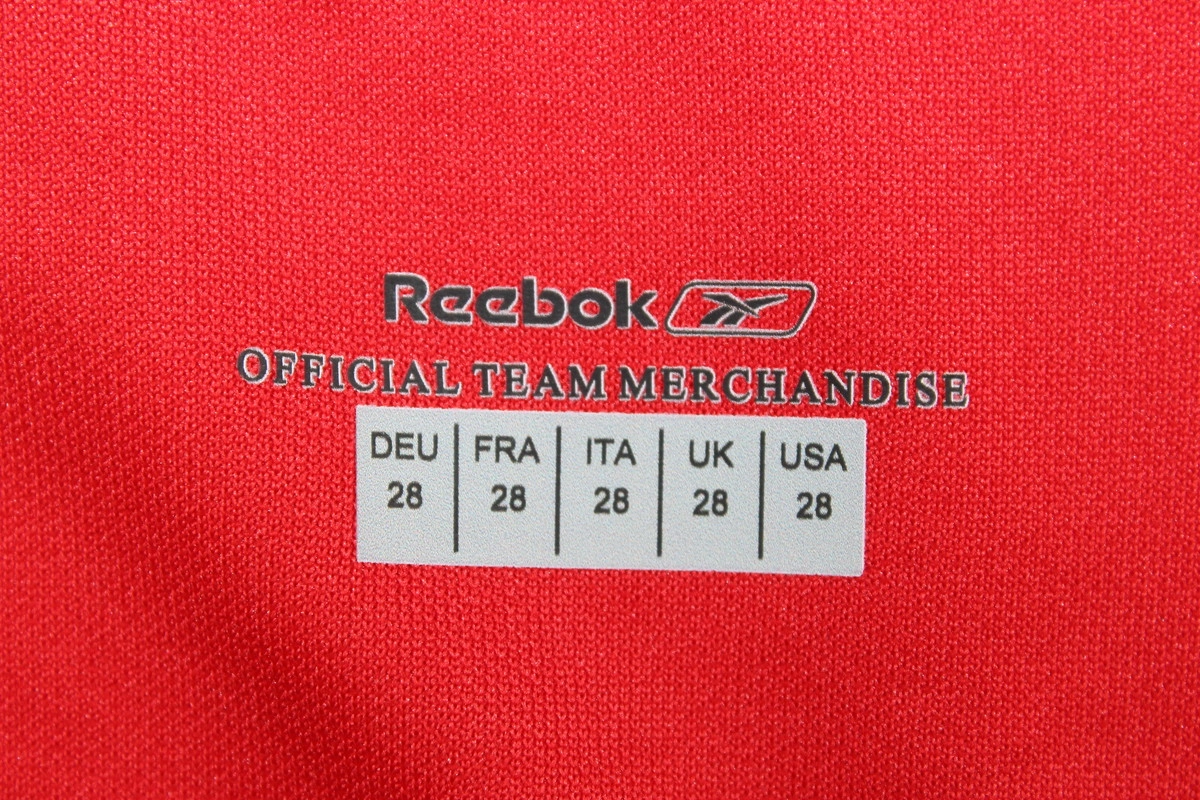 Reebok
OFFICIAL TEAM MERCHANDISE
DEU FRA ITA UK USA
28 28 28 28 28